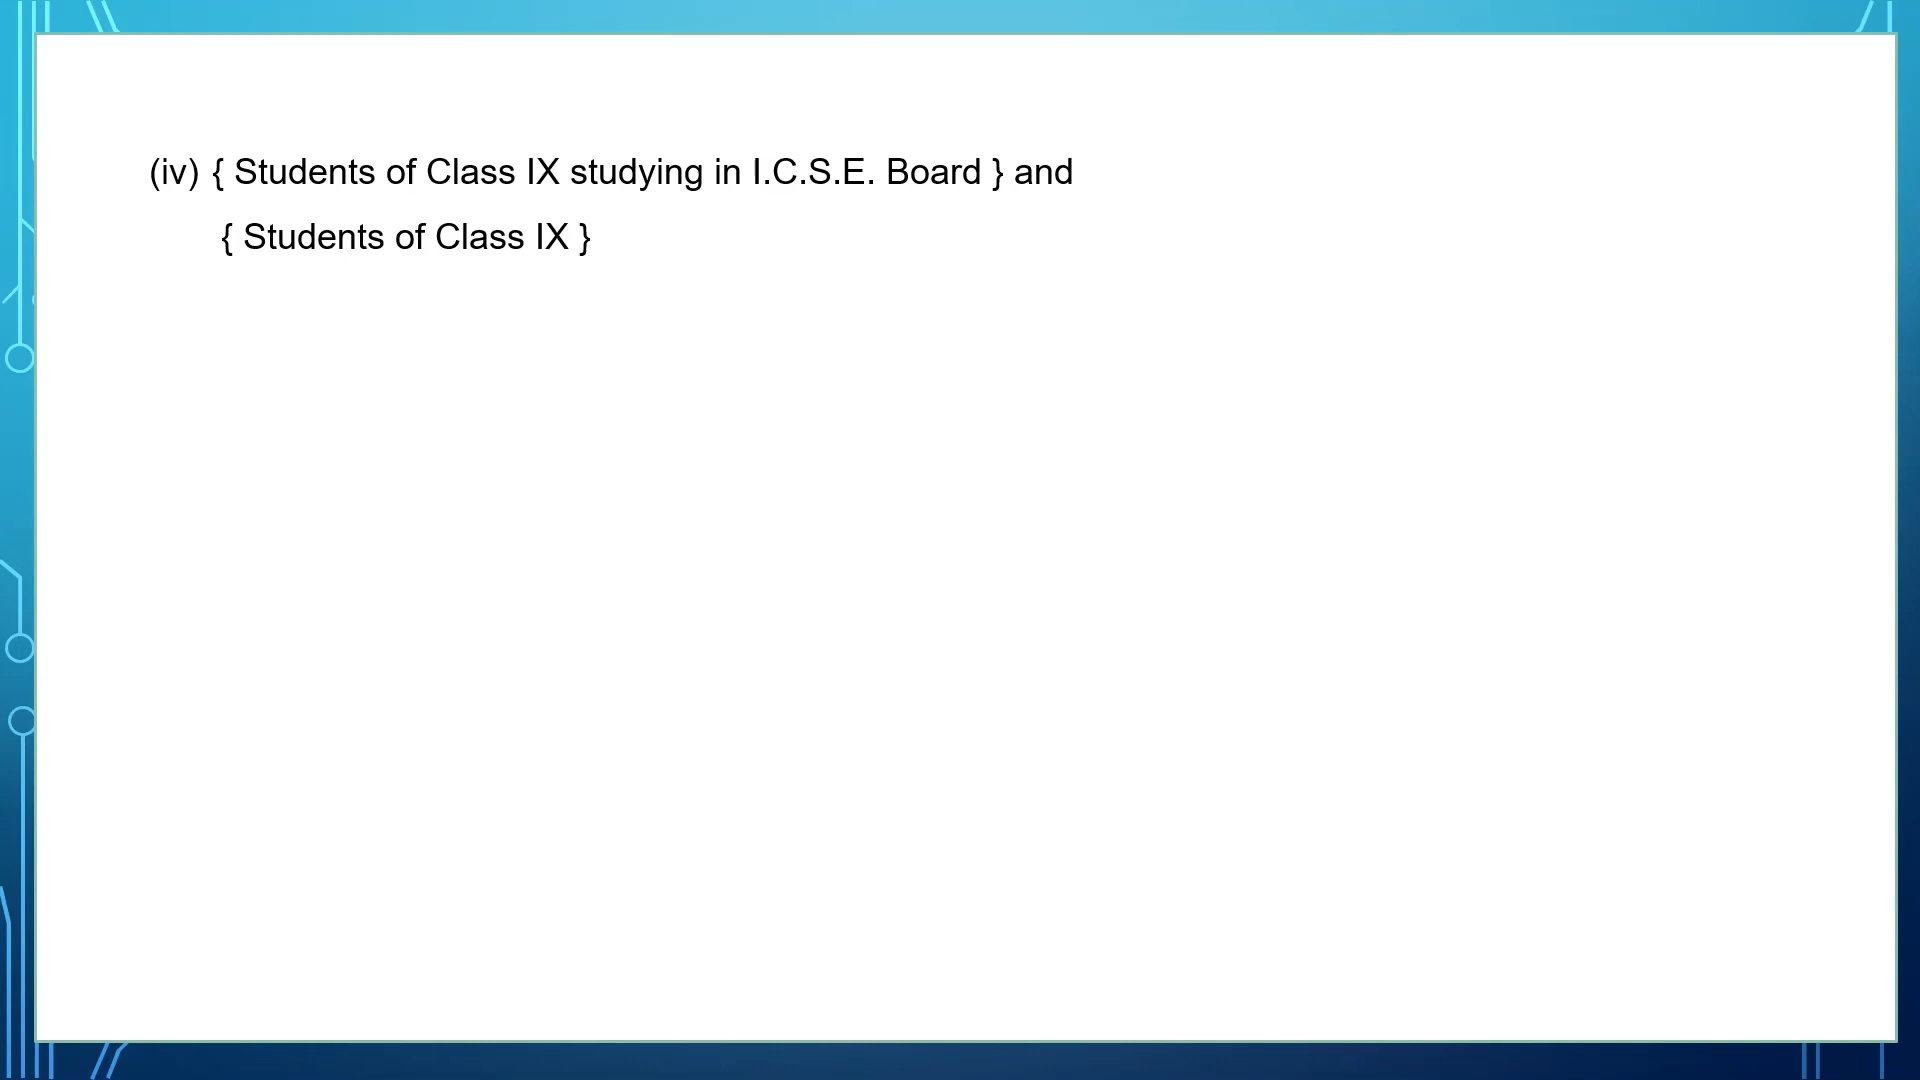 (iv) { Students of Class IX studying in I.C.S.E. Board } and
{ Students of Class IX }